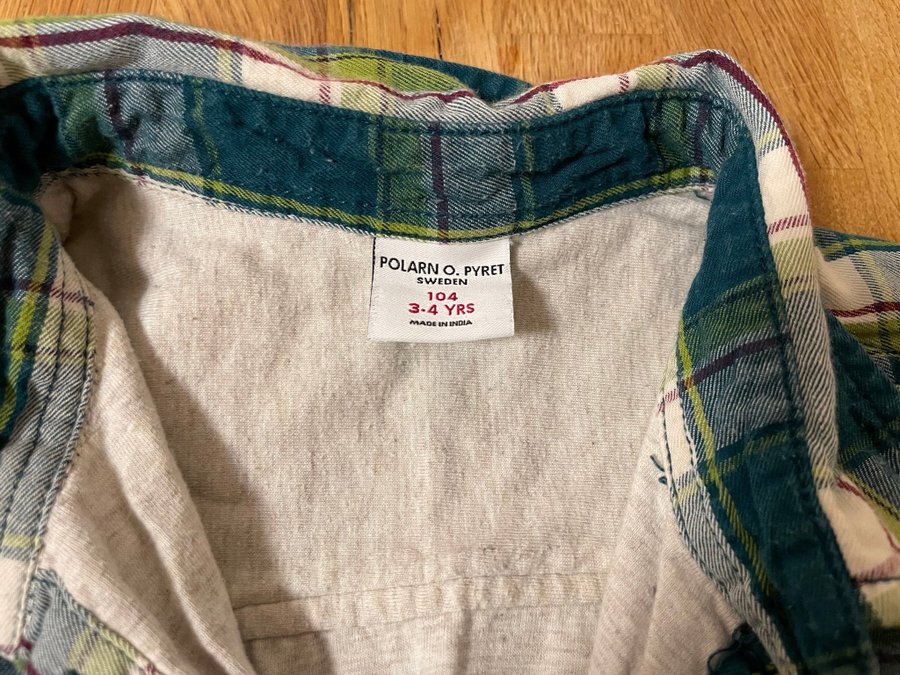 POLARN O. PYRET
SWEDEN
104
3-4 YRS
MADE IN INDIA